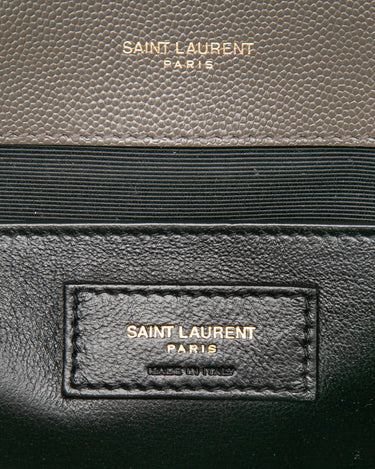 SAINT LAURENT
PARIS
SAINT LAURENT
PARIS
MADE IN ITALY